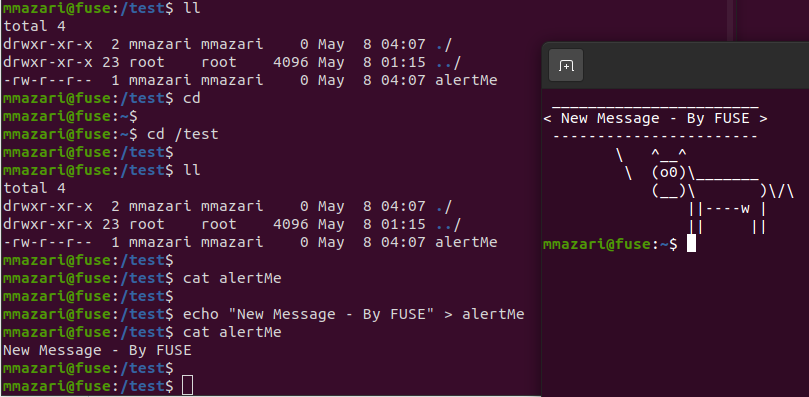 mmazari@fuse:/test$ ll
total 4
drwxr-xr-x  2 mmazari mmazari    0 May  8 04:07 ./
drwxr-xr-x 23 root    root    4096 May  8 01:15 ../
-rw-r--r--  1 mmazari mmazari    0 May  8 04:07 alertMe
mmazari@fuse:/test$ cd
mmazari@fuse:~$
mmazari@fuse:~$ cd /test
mmazari@fuse:/test$
mmazari@fuse:/test$ ll
total 4
drwxr-xr-x  2 mmazari mmazari    0 May  8 04:07 ./
drwxr-xr-x 23 root    root    4096 May  8 01:15 ../
-rw-r--r--  1 mmazari mmazari    0 May  8 04:07 alertMe
mmazari@fuse:/test$
mmazari@fuse:/test$ cat alertMe
mmazari@fuse:/test$
mmazari@fuse:/test$ echo "New Message - By FUSE" > alertMe
mmazari@fuse:/test$ cat alertMe
New Message - By FUSE
mmazari@fuse:/test$
mmazari@fuse:/test$
 _______________________
< New Message - By FUSE >
 -----------------------
        \   ^__^
         \  (o0)\_______
            (__)\       )\/\
                ||----w |
                ||     ||
mmazari@fuse:~$